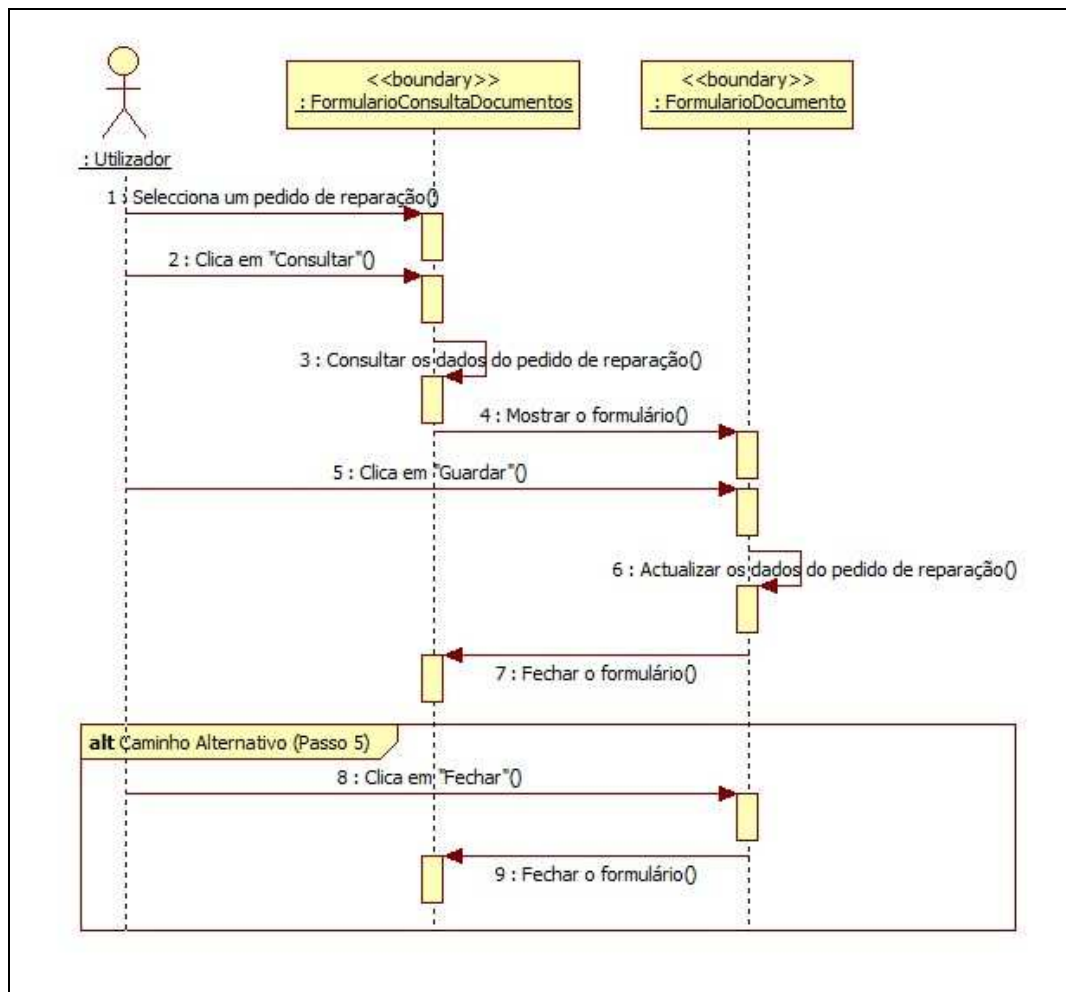 <<boundary>>
: FormularioConsultaDocumentos
<<boundary>>
: FormularioDocumento
: Utilizador
1 : Selecciona um pedido de reparação()
2 : Clica em "Consultar"()
3 : Consultar os dados do pedido de reparação()
4 : Mostrar o formulário()
5 : Clica em "Guardar"()
6 : Actualizar os dados do pedido de reparação()
7 : Fechar o formulário()
alt Caminho Alternativo (Passo 5)
8 : Clica em "Fechar"()
9 : Fechar o formulário()